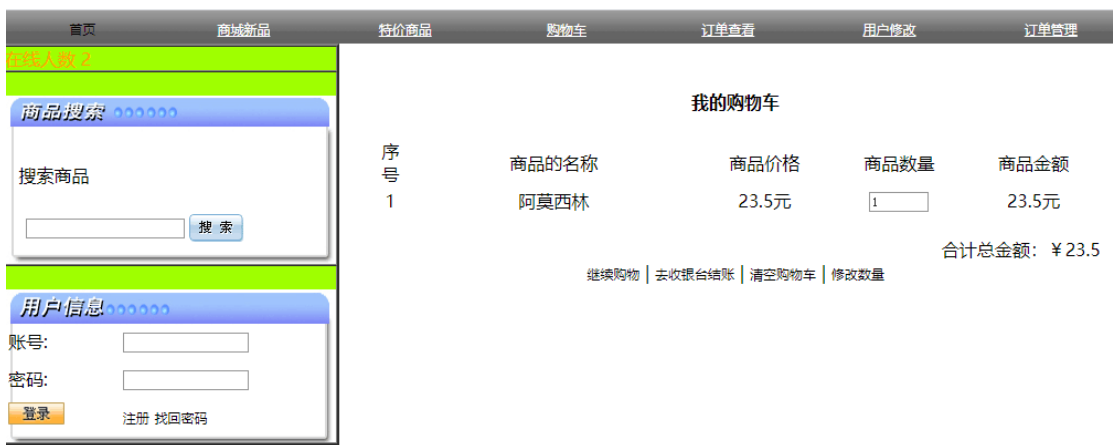 首页 商城新品 特价商品 购物车 订单查看 用户修改 订单管理
在线人数 2
商品搜索
搜索商品
搜 索
用户信息
账号:
密码:
登录 注册 找回密码
我的购物车
序号 商品的名称 商品价格 商品数量 商品金额
1 阿莫西林 23.5元 1 23.5元
合计总金额：￥23.5
继续购物 | 去收银台结账 | 清空购物车 | 修改数量